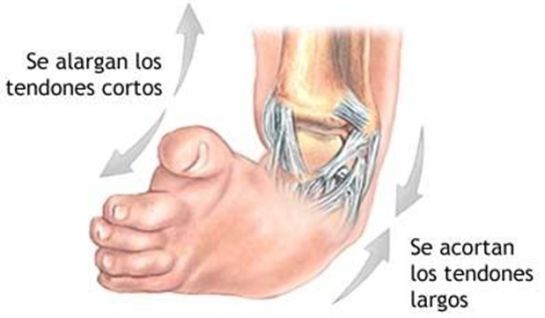 Se alargan los
tendones cortos
Se acortan
los tendones
largos